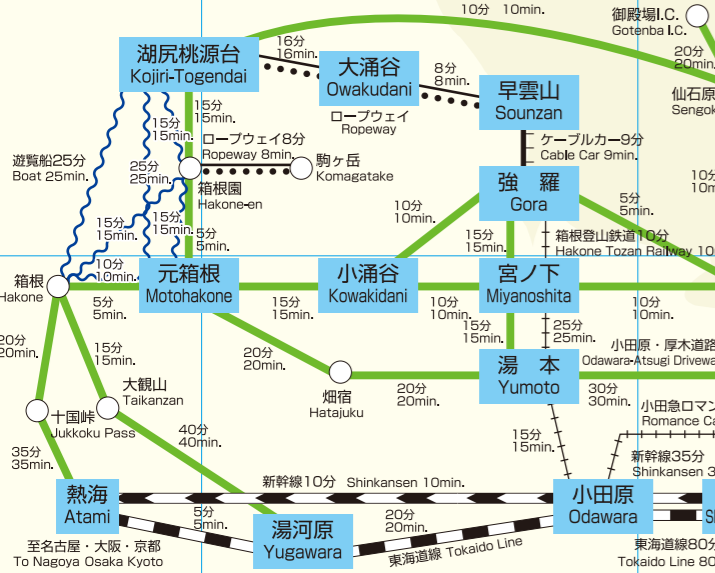 10分 10min.
御殿場I.C.
Gotenba I.C.
20分
20min.
仙石原
Sengok
湖尻桃源台
Kojiri-Togendai
16分
16min.
大涌谷
Owakudani
8分
8min.
早雲山
Sounzan
ロープウェイ
Ropeway
15分
15min.
15分
15min.
ロープウェイ8分
Ropeway 8min.
駒ヶ岳
Komagatake
ケーブルカー9分
Cable Car 9min.
遊覧船25分
Boat 25min.
25分
25min.
箱根園
Hakone-en
強羅
Gora
10分
10m
5分
5min.
10分
10min.
15分
15min.
15分
15min.
5分
5min.
15分
15min.
箱根登山鉄道10分
Hakone Tozan Railway 10
10分
10min.
箱根
Hakone
元箱根
Motohakone
小涌谷
Kowakidani
宮ノ下
Miyanoshita
5分
5min.
15分
15min.
10分
10min.
10分
10min.
15分
15min.
25分
25min.
20分
20min.
15分
15min.
20分
20min.
小田原・厚木道路
Odawara-Atsugi Drivewa
湯本
Yumoto
大観山
Taikanzan
畑宿
Hatajuku
20分
20min.
30分
30min.
十国峠
Jukkoku Pass
小田急ロマン
Romance Ca
40分
40min.
15分
15min.
35分
35min.
新幹線35分
Shinkansen 3
新幹線10分 Shinkansen 10min.
熱海
Atami
小田原
Odawara
5分
5min.
湯河原
Yugawara
20分
20min.
東海道線 Tokaido Line
至名古屋・大阪・京都
To Nagoya Osaka Kyoto
東海道線80分
Tokaido Line 80